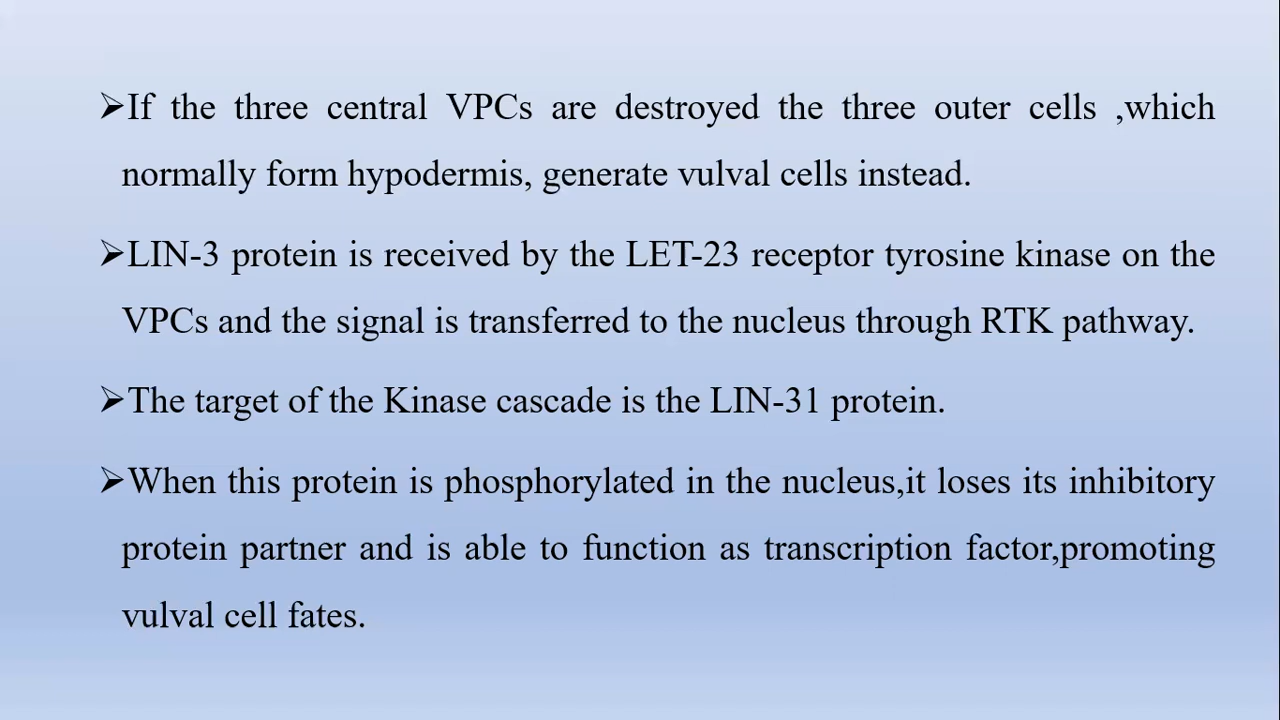 ➢If the three central VPCs are destroyed the three outer cells ,which
normally form hypodermis, generate vulval cells instead.
➢LIN-3 protein is received by the LET-23 receptor tyrosine kinase on the
VPCs and the signal is transferred to the nucleus through RTK pathway.
➢The target of the Kinase cascade is the LIN-31 protein.
➢When this protein is phosphorylated in the nucleus,it loses its inhibitory
protein partner and is able to function as transcription factor,promoting
vulval cell fates.